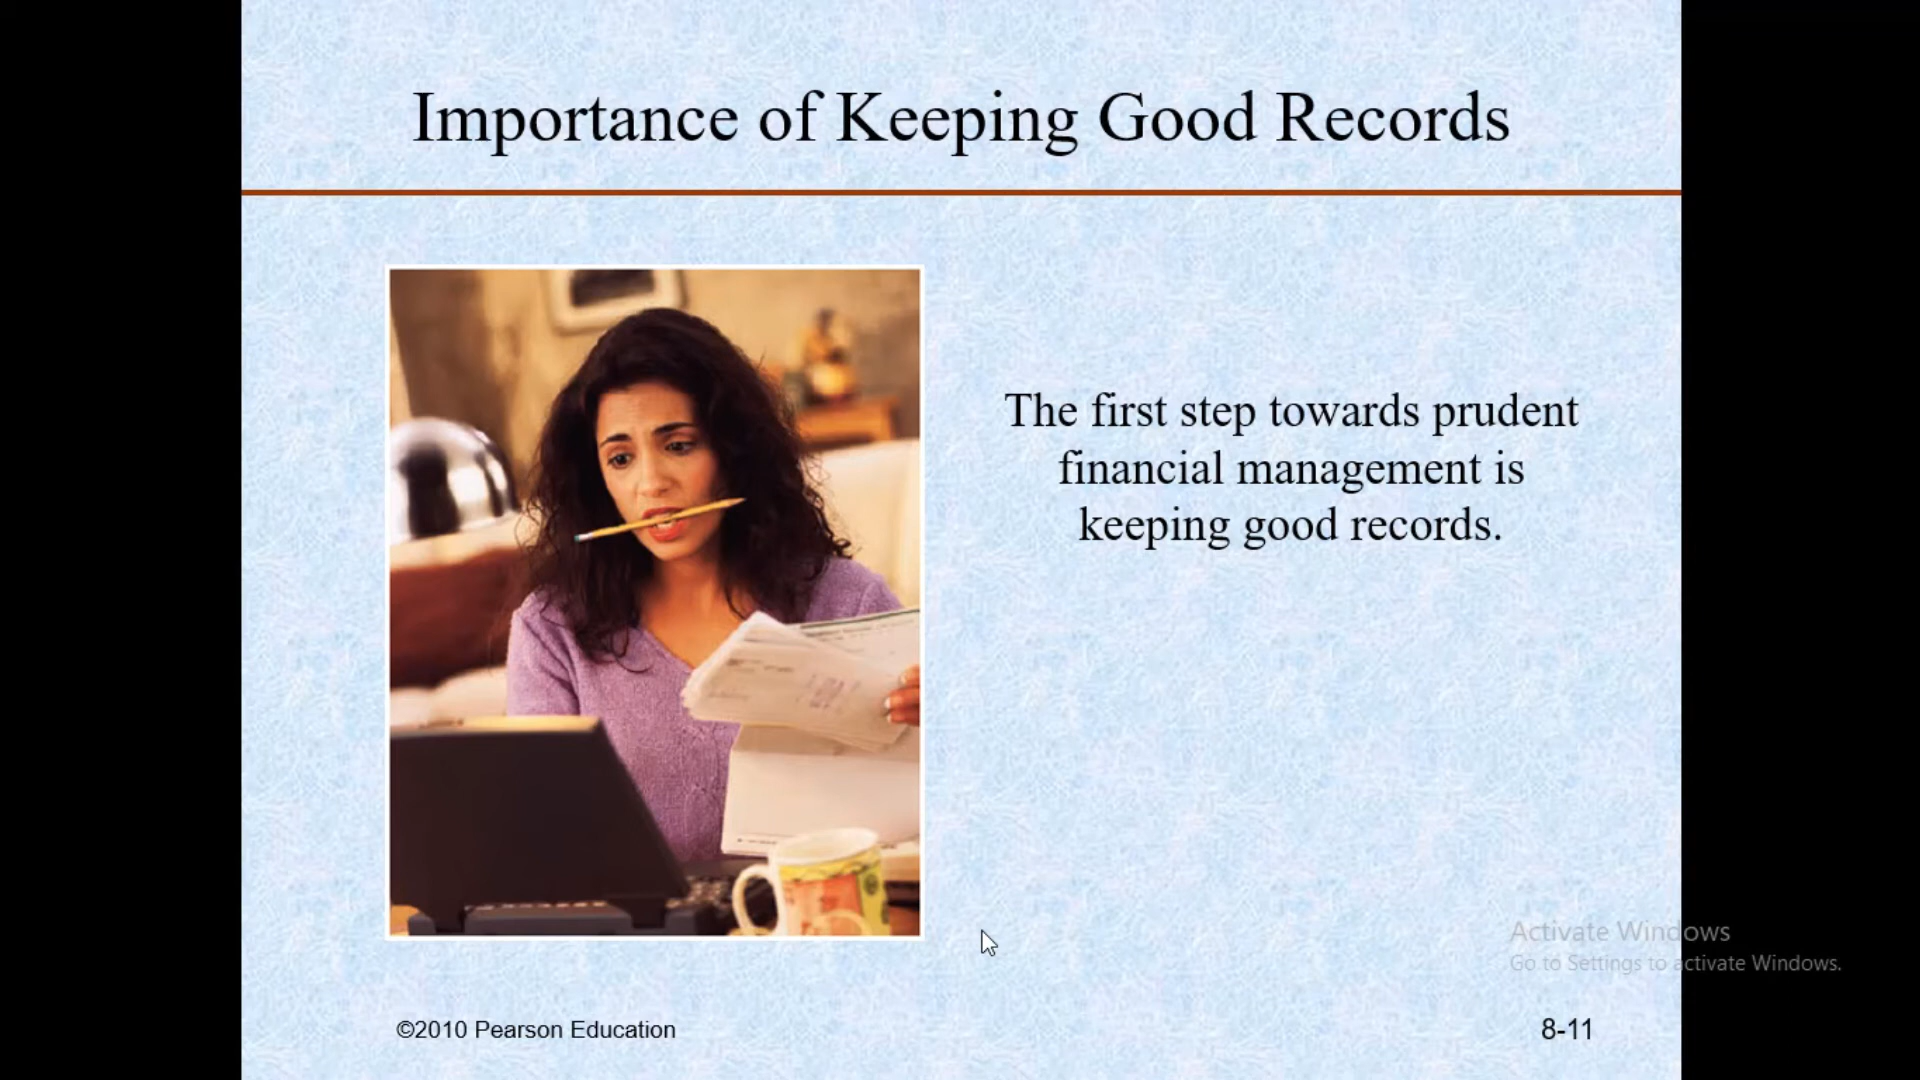 Importance of Keeping Good Records
The first step towards prudent
financial management is
keeping good records.
Activate Windows
Go to Settings to activate Windows.
©2010 Pearson Education
8-11